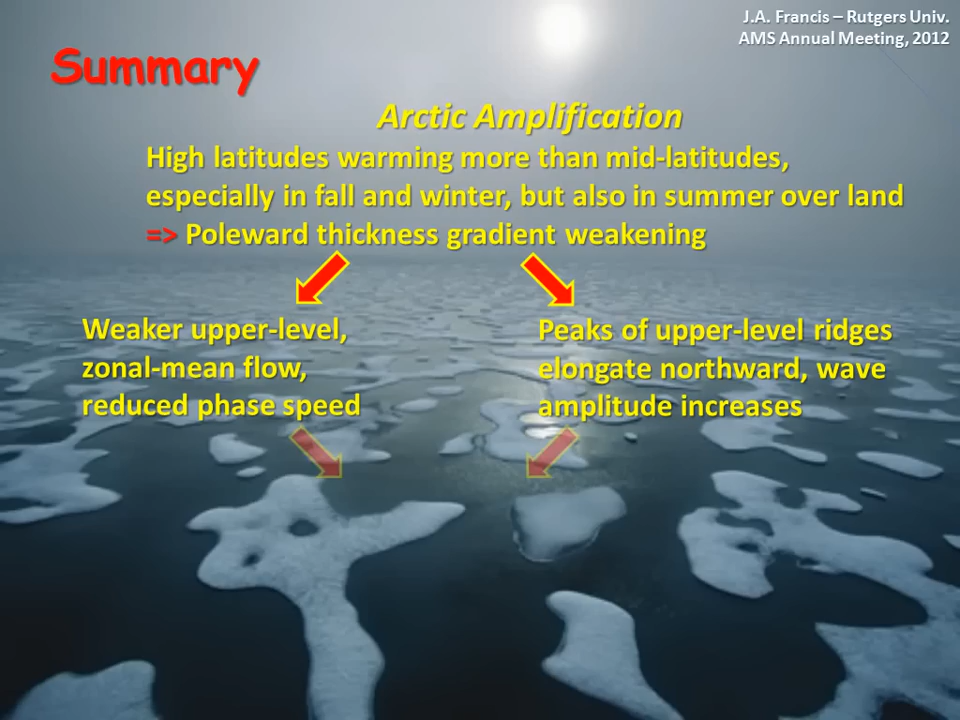 J.A. Francis – Rutgers Univ.
AMS Annual Meeting, 2012
Summary
Arctic Amplification
High latitudes warming more than mid-latitudes,
especially in fall and winter, but also in summer over land
=> Poleward thickness gradient weakening
Weaker upper-level,
zonal-mean flow,
reduced phase speed
Peaks of upper-level ridges
elongate northward, wave
amplitude increases